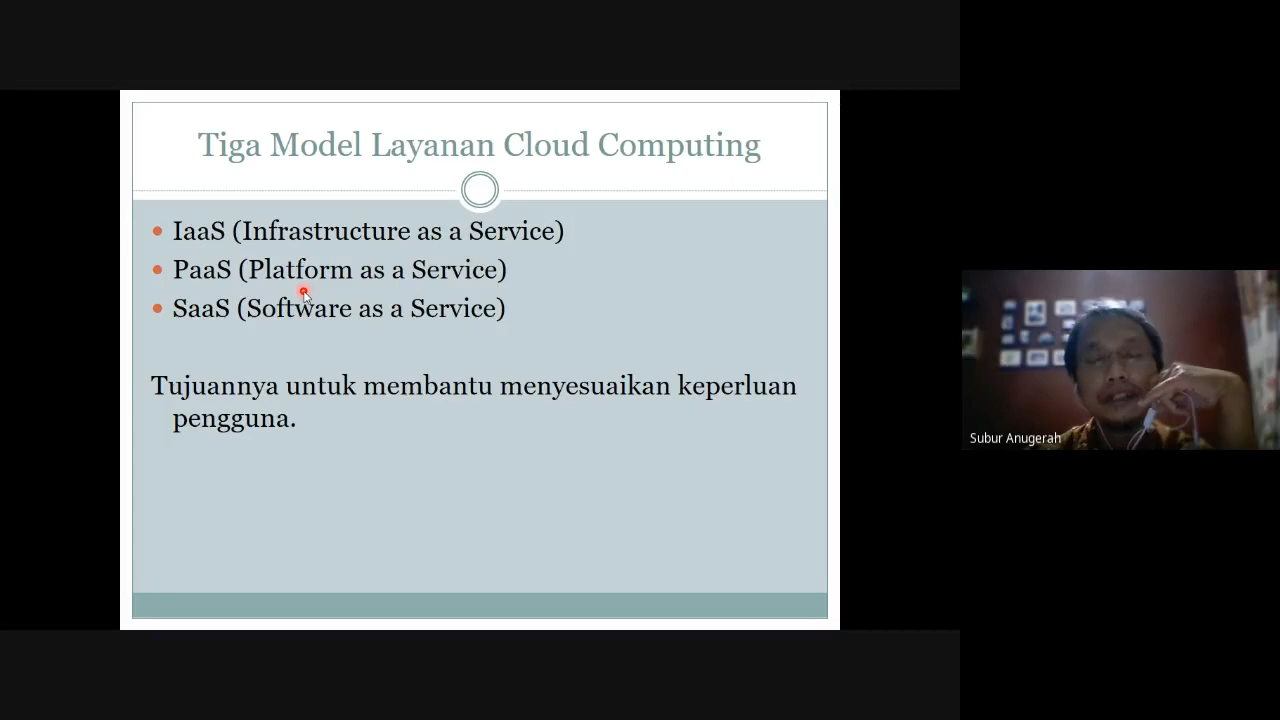 Tiga Model Layanan Cloud Computing
IaaS (Infrastructure as a Service)
PaaS (Platform as a Service)
SaaS (Software as a Service)
Tujuannya untuk membantu menyesuaikan keperluan
pengguna.
Subur Anugerah